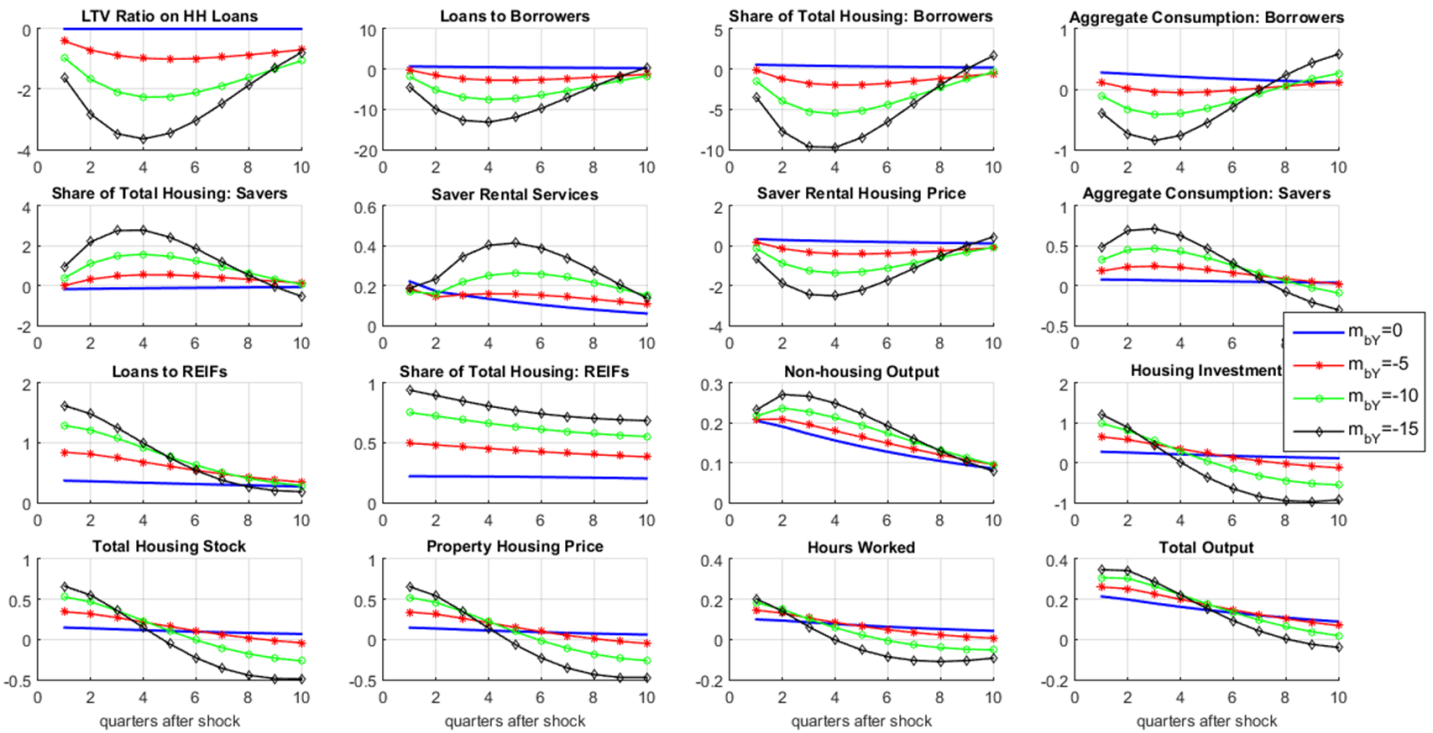 LTV Ratio on HH Loans
Loans to Borrowers
Share of Total Housing: Borrowers
Aggregate Consumption: Borrowers
0
-2
-4
0 2 4 6 8 10
10
0
-10
-20
0 2 4 6 8 10
5
0
-5
-10
0 2 4 6 8 10
1
0
-1
0 2 4 6 8 10
Share of Total Housing: Savers
Saver Rental Services
Saver Rental Housing Price
Aggregate Consumption: Savers
4
2
0
-2
0 2 4 6 8 10
0.6
0.4
0.2
0
0 2 4 6 8 10
2
0
-2
-4
0 2 4 6 8 10
1
0.5
0
-0.5
0 2 4 6
m_bY=0
m_bY=-5
m_bY=-10
m_bY=-15
Loans to REIFs
Share of Total Housing: REIFs
Non-housing Output
Housing Investment
2
1
0
0 2 4 6 8 10
1
0.5
0
0 2 4 6 8 10
0.3
0.2
0.1
0
0 2 4 6 8 10
2
1
0
-1
0 2 4 6 8 10
Total Housing Stock
Property Housing Price
Hours Worked
Total Output
1
0.5
0
-0.5
0 2 4 6 8 10
quarters after shock
1
0.5
0
-0.5
0 2 4 6 8 10
quarters after shock
0.4
0.2
0
-0.2
0 2 4 6 8 10
quarters after shock
0.4
0.2
0
-0.2
0 2 4 6 8 10
quarters after shock